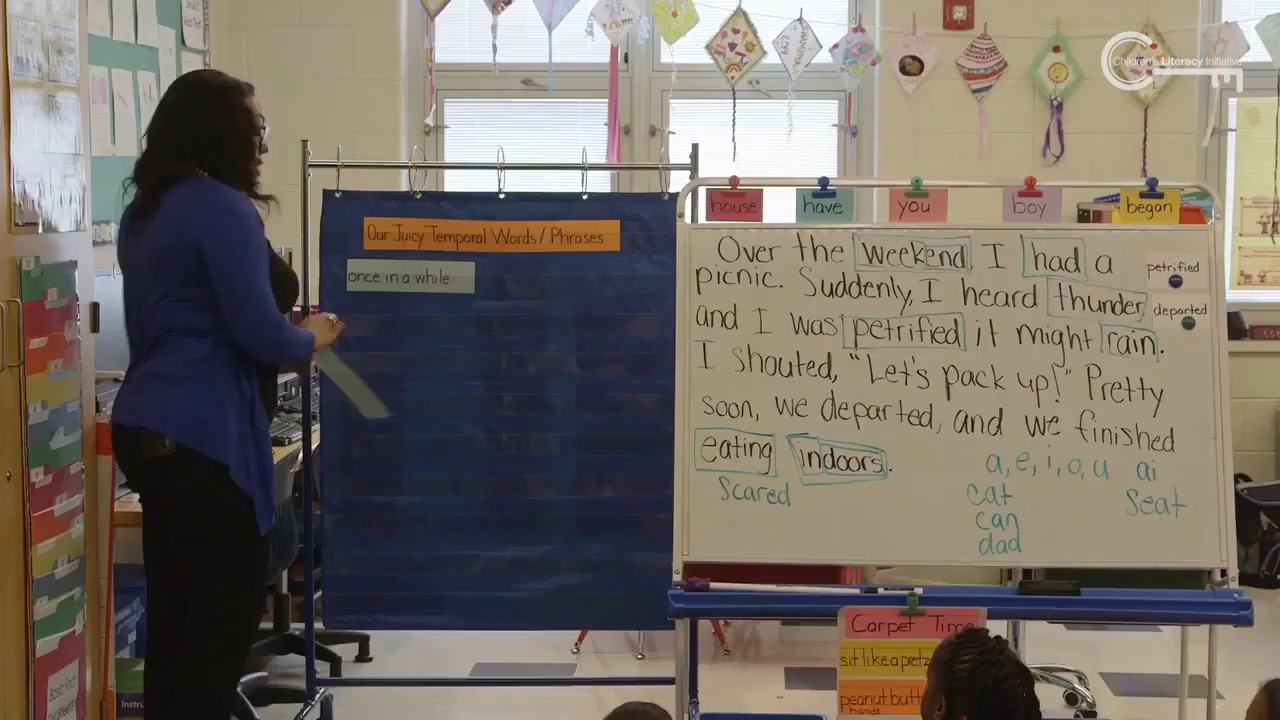 Children's Literacy Initiative
house
have
you
boy
began
Our Juicy Temporal Words/Phrases
once in a while
Over the weekend, I had a
picnic. Suddenly, I heard thunder,
and I was petrified it might rain.
I shouted, "Let's pack up!" Pretty
soon, we departed, and we finished
eating indoors.
petrified
departed
a, e, i, o, u
ai
scared
cat
seat
can
dad
Carpet Time
sit like a pretz
peanut butt
hands